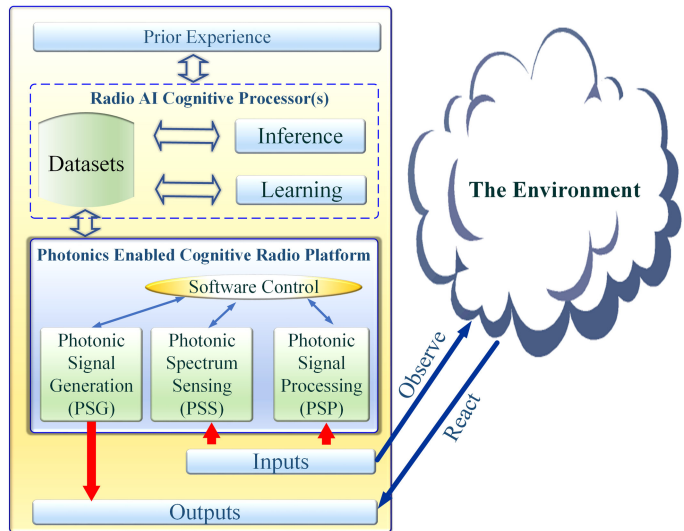 Prior Experience
Radio AI Cognitive Processor(s)
Datasets
Inference
Learning
Photonics Enabled Cognitive Radio Platform
Software Control
Photonic
Signal
Generation
(PSG)
Photonic
Spectrum
Sensing
(PSS)
Photonic
Signal
Processing
(PSP)
Inputs
Outputs
The Environment
Observe
React